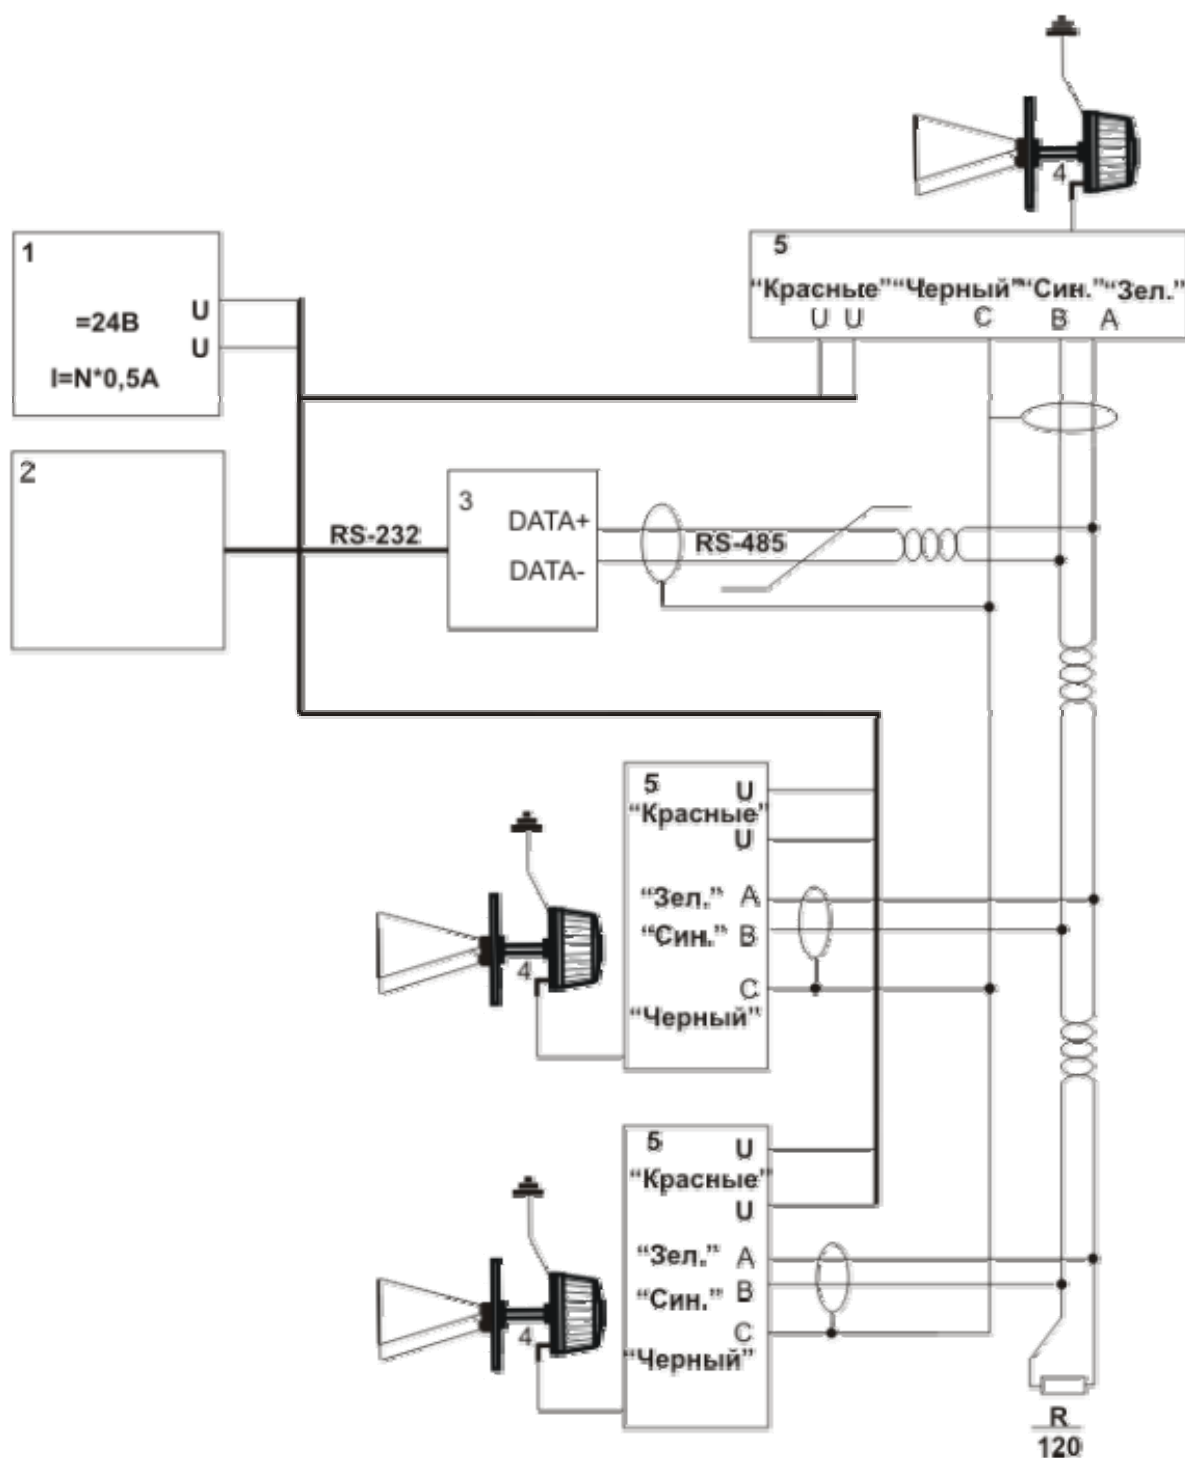 4
5
“Красные” “Черный” “Син.” “Зел.”
U U C B A
1
U
=24В
U
I=N*0,5A
2
3
RS-232
DATA+
DATA-
RS-485
5
U
“Красные”
U
“Зел.” A
“Син.” B
4
C
“Черный”
5
U
“Красные”
U
“Зел.” A
“Син.” B
4
C
“Черный”
R
120